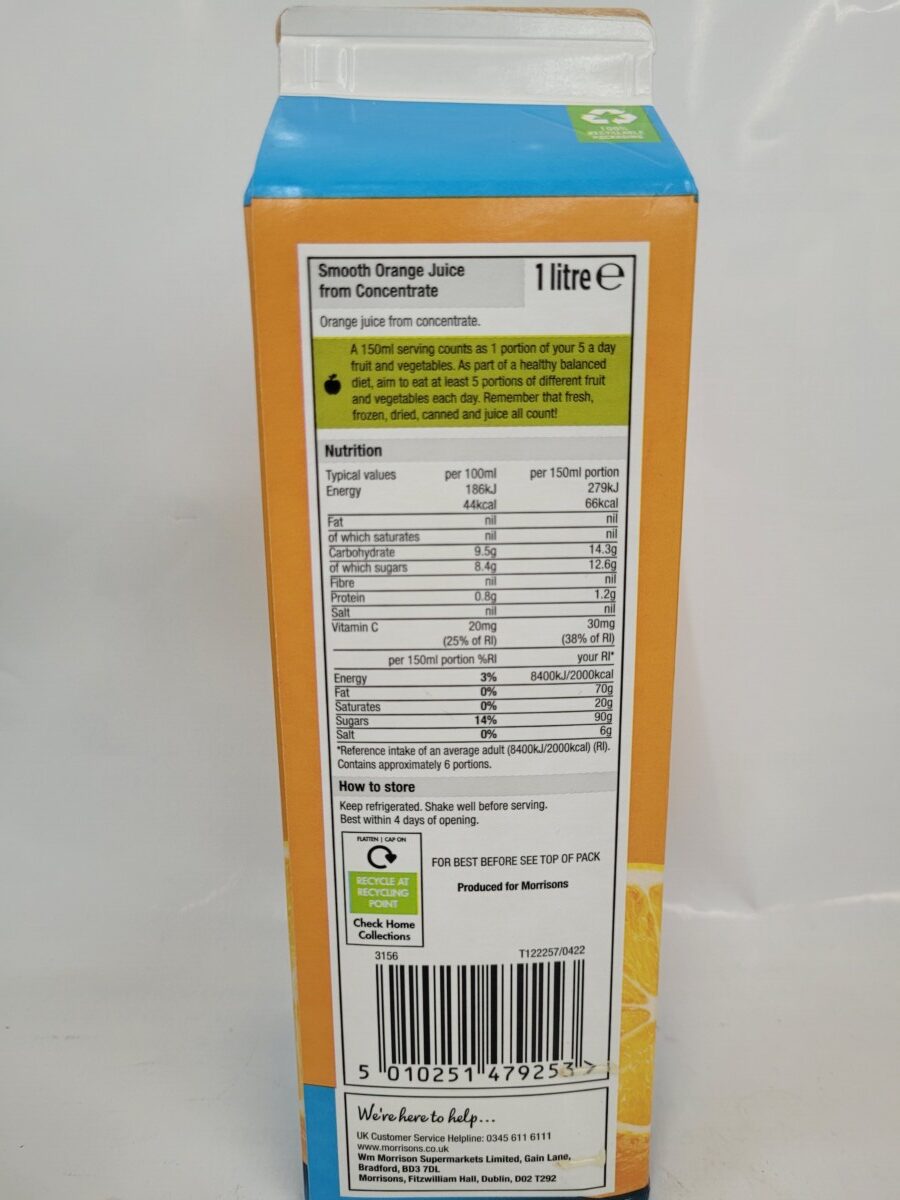 100%
RECYCLABLE
PACKAGING
Smooth Orange Juice
from Concentrate
1 litre ℮
Orange juice from concentrate.
A 150ml serving counts as 1 portion of your 5 a day
fruit and vegetables. As part of a healthy balanced
diet, aim to eat at least 5 portions of different fruit
and vegetables each day. Remember that fresh,
frozen, dried, canned and juice all count!
Nutrition
Typical values per 100ml per 150ml portion
Energy 186kJ 279kJ
44kcal 66kcal
Fat nil nil
of which saturates nil nil
Carbohydrate 9.5g 14.3g
of which sugars 8.4g 12.6g
Fibre nil nil
Protein 0.8g 1.2g
Salt nil nil
Vitamin C 20mg 30mg
(25% of RI) (38% of RI)
per 150ml portion %RI your RI*
Energy 3% 8400kJ/2000kcal
Fat 0% 70g
Saturates 0% 20g
Sugars 14% 90g
Salt 0% 6g
*Reference intake of an average adult (8400kJ/2000kcal) (RI).
Contains approximately 6 portions.
How to store
Keep refrigerated. Shake well before serving.
Best within 4 days of opening.
FLATTEN | CAP ON
RECYCLE AT
RECYCLING
POINT
Check Home
Collections
FOR BEST BEFORE SEE TOP OF PACK
Produced for Morrisons
3156 T122257/0422
5 010251 479253 >
We're here to help...
UK Customer Service Helpline: 0345 611 6111
www.morrisons.co.uk
Wm Morrison Supermarkets Limited, Gain Lane,
Bradford, BD3 7DL
Morrisons, Fitzwilliam Hall, Dublin, D02 T292